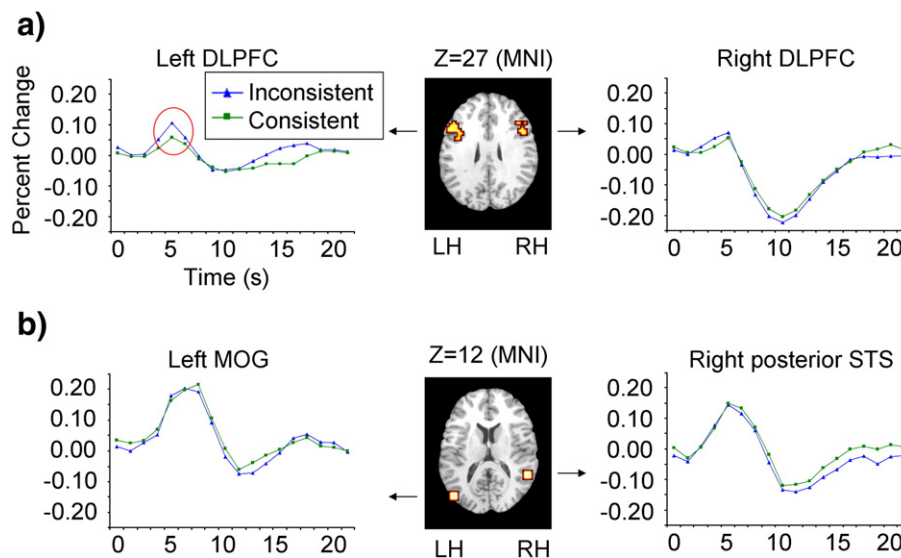 a)
Left DLPFC
Z=27 (MNI)
Right DLPFC
Inconsistent
Consistent
Percent Change
0.20
0.10
0.00
-0.10
-0.20
0 5 10 15 20
Time (s)
LH RH
0.20
0.10
0.00
-0.10
-0.20
0 5 10 15 20
b)
Left MOG
Z=12 (MNI)
Right posterior STS
0.20
0.10
0.00
-0.10
-0.20
0 5 10 15 20
LH RH
0.20
0.10
0.00
-0.10
-0.20
0 5 10 15 20